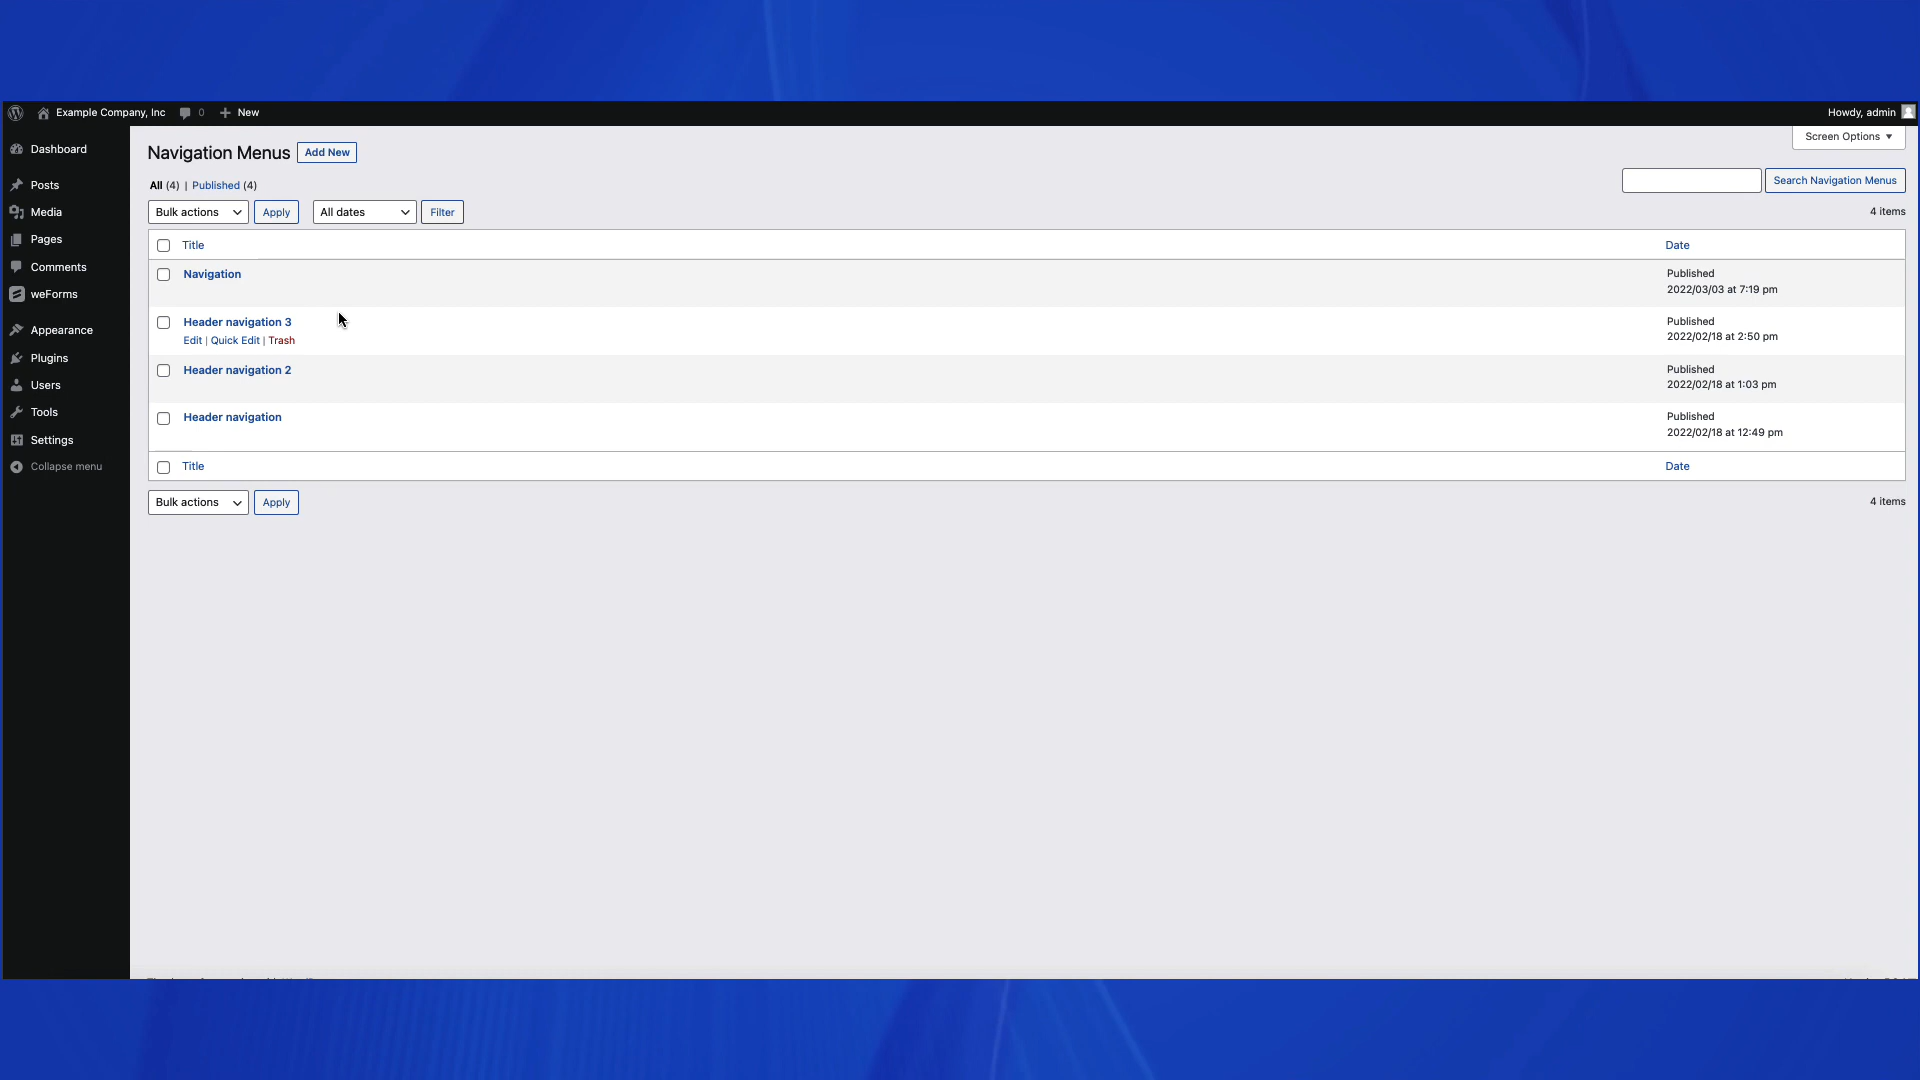 Example Company, Inc 0 New Howdy, admin
Screen Options ▼
Dashboard
Posts
Media
Pages
Comments
weForms
Appearance
Plugins
Users
Tools
Settings
Collapse menu
Navigation Menus Add New
All (4) | Published (4) Search Navigation Menus
Bulk actions Apply All dates Filter 4 items
Title Date
Navigation Published
2022/03/03 at 7:19 pm
Header navigation 3 Published
Edit | Quick Edit | Trash 2022/02/18 at 2:50 pm
Header navigation 2 Published
2022/02/18 at 1:03 pm
Header navigation Published
2022/02/18 at 12:49 pm
Title Date
Bulk actions Apply 4 items